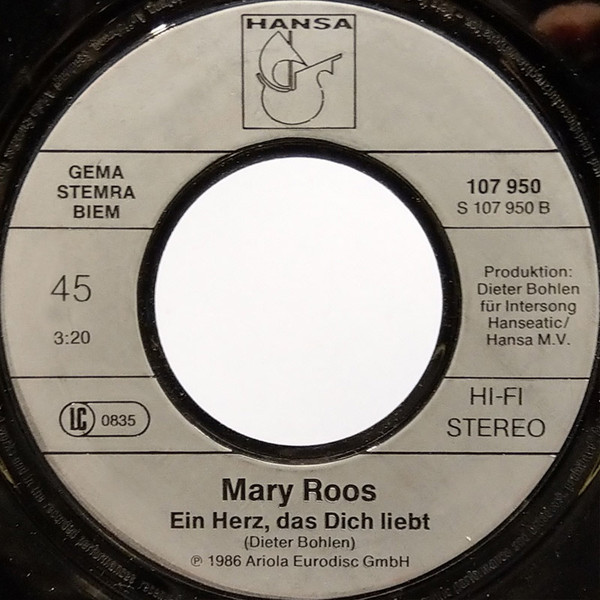 HANSA
GEMA
STEMRA
BIEM
107 950
S 107 950 B
45
3:20
Produktion:
Dieter Bohlen
für Intersong
Hanseatic/
Hansa M.V.
LC 0835
HI-FI
STEREO
Mary Roos
Ein Herz, das Dich liebt
(Dieter Bohlen)
℗ 1986 Ariola Eurodisc GmbH